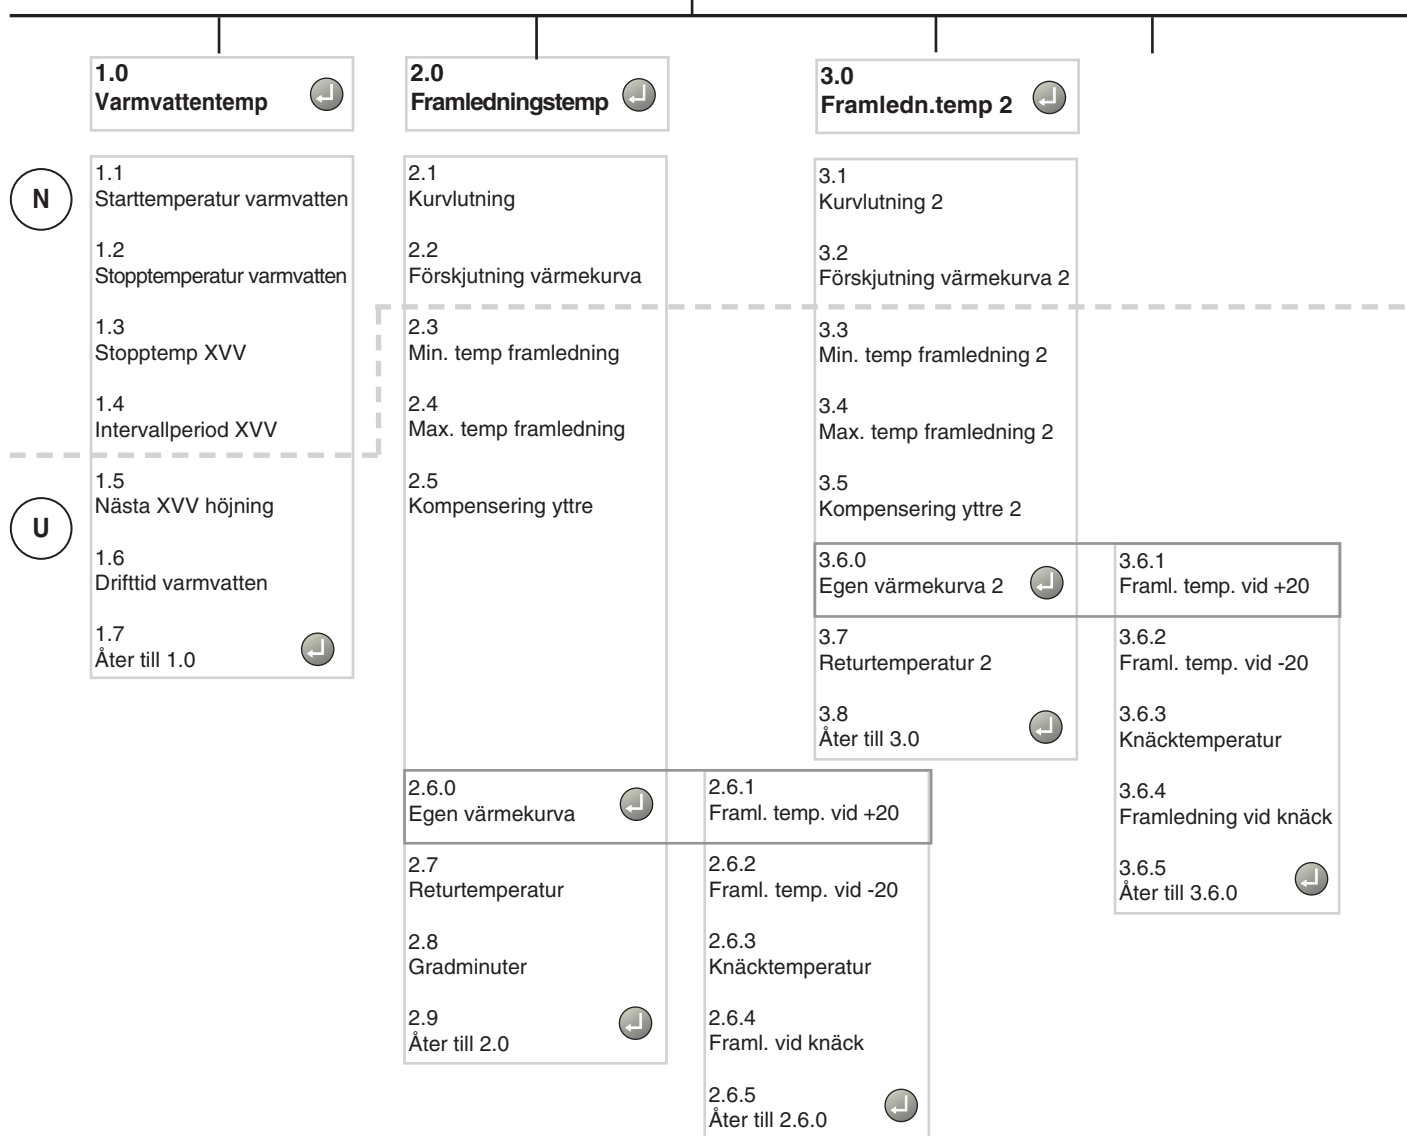 1.0
Varmvattentemp
2.0
Framledningstemp
3.0
Framledn.temp 2
N
1.1
Starttemperatur varmvatten
1.2
Stopptemperatur varmvatten
1.3
Stopptemp XVV
1.4
Intervallperiod XVV
U
1.5
Nästa XVV höjning
1.6
Drifttid varmvatten
1.7
Åter till 1.0
2.1
Kurvlutning
2.2
Förskjutning värmekurva
2.3
Min. temp framledning
2.4
Max. temp framledning
2.5
Kompensering yttre
2.6.0
Egen värmekurva
2.7
Returtemperatur
2.8
Gradminuter
2.9
Åter till 2.0
2.6.1
Framl. temp. vid +20
2.6.2
Framl. temp. vid -20
2.6.3
Knäcktemperatur
2.6.4
Framl. vid knäck
2.6.5
Åter till 2.6.0
3.1
Kurvlutning 2
3.2
Förskjutning värmekurva 2
3.3
Min. temp framledning 2
3.4
Max. temp framledning 2
3.5
Kompensering yttre 2
3.6.0
Egen värmekurva 2
3.7
Returtemperatur 2
3.8
Åter till 3.0
3.6.1
Framl. temp. vid +20
3.6.2
Framl. temp. vid -20
3.6.3
Knäcktemperatur
3.6.4
Framledning vid knäck
3.6.5
Åter till 3.6.0